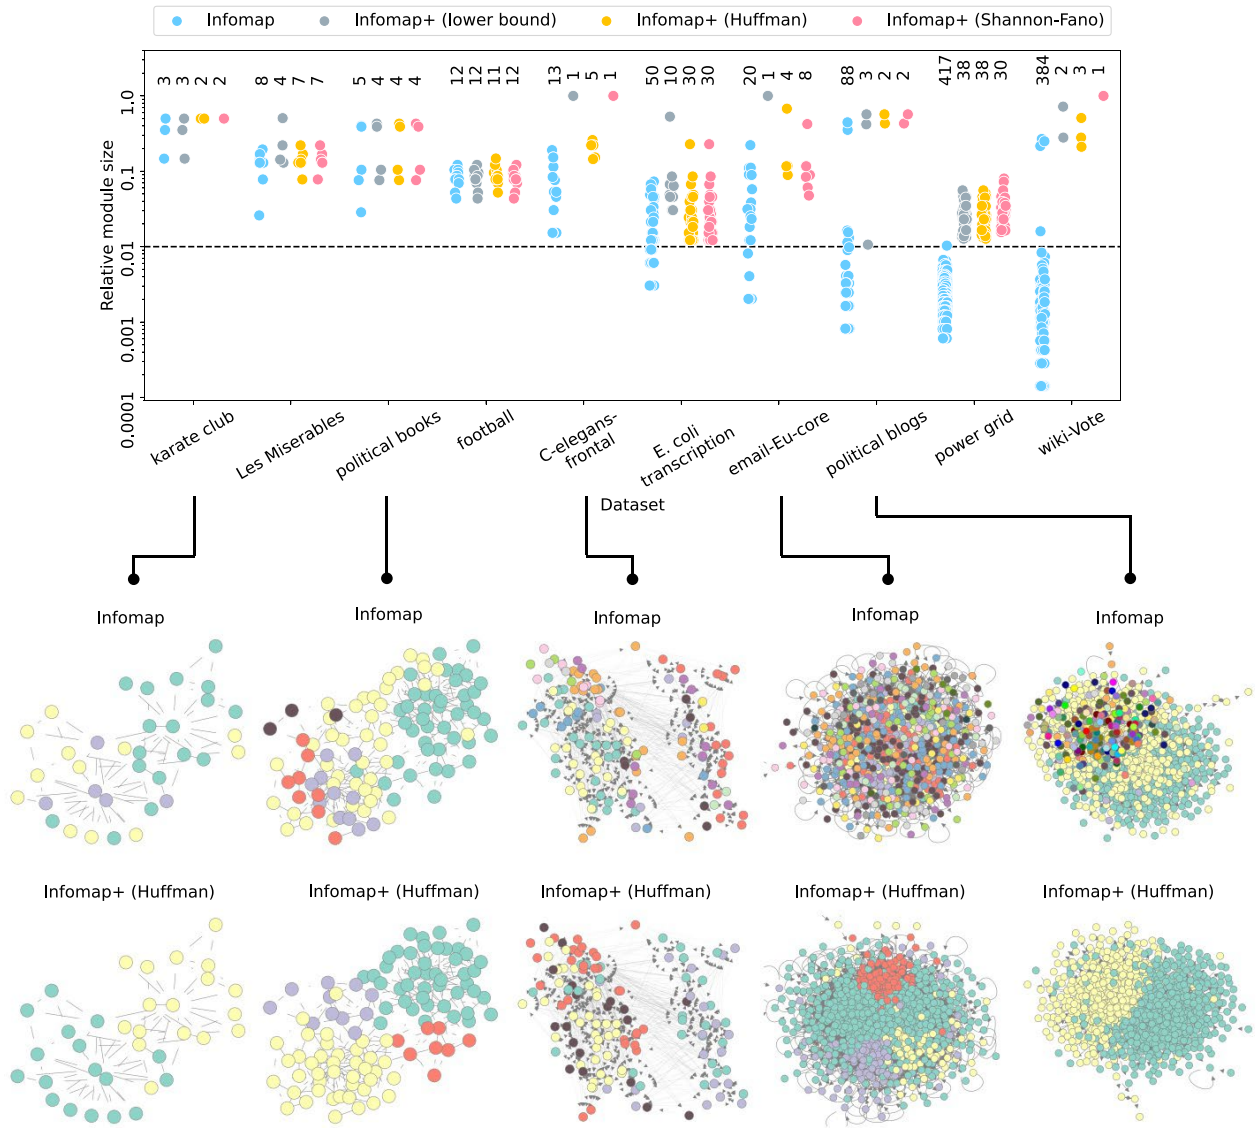 Infomap Infomap+ (lower bound) Infomap+ (Huffman) Infomap+ (Shannon-Fano)
3 3 2 2 8 4 7 7 5 4 4 4 12 12 11 12 13 1 5 1 50 10 30 30 20 1 4 8 88 3 2 2 417 38 38 30 384 2 3 1
Relative module size
1.0
0.1
0.01
0.001
0.0001
karate club Les Miserables political books football C-elegans- E. coli email-Eu-core political blogs power grid wiki-Vote
frontal transcription
Dataset
Infomap Infomap Infomap Infomap Infomap
Infomap+ (Huffman) Infomap+ (Huffman) Infomap+ (Huffman) Infomap+ (Huffman) Infomap+ (Huffman)